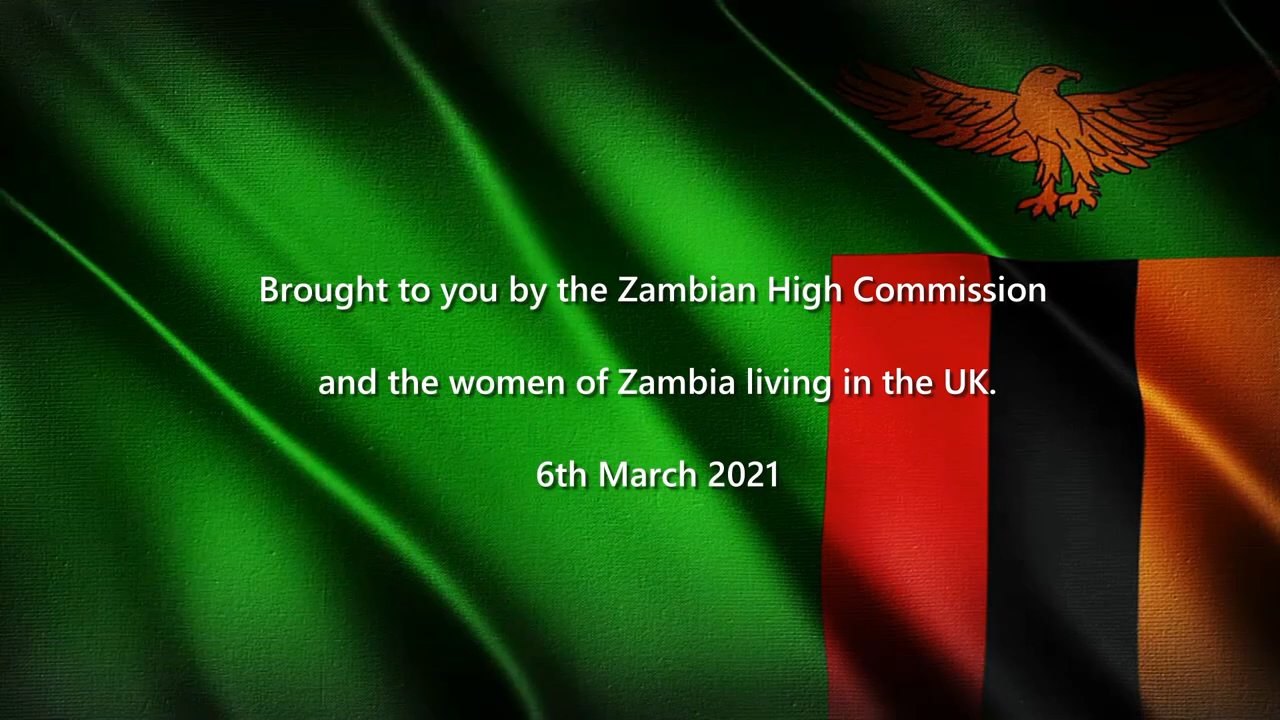 Brought to you by the Zambian High Commission
and the women of Zambia living in the UK.
6th March 2021